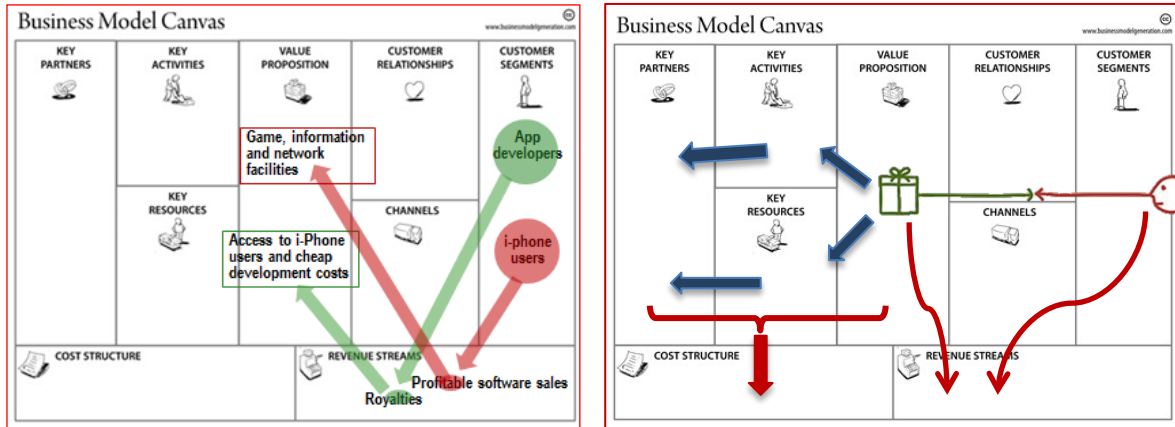 Business Model Canvas
www.businessmodelgeneration.com
KEY
PARTNERS
KEY
ACTIVITIES
VALUE
PROPOSITION
CUSTOMER
RELATIONSHIPS
CUSTOMER
SEGMENTS
Game, information
and network
facilities
App
developers
KEY
RESOURCES
CHANNELS
Access to i-Phone
users and cheap
development costs
i-phone
users
COST STRUCTURE
REVENUE STREAMS
Profitable software sales
Royalties
Business Model Canvas
www.businessmodelgeneration.com
KEY
PARTNERS
KEY
ACTIVITIES
VALUE
PROPOSITION
CUSTOMER
RELATIONSHIPS
CUSTOMER
SEGMENTS
KEY
RESOURCES
CHANNELS
COST STRUCTURE
REVENUE STREAMS